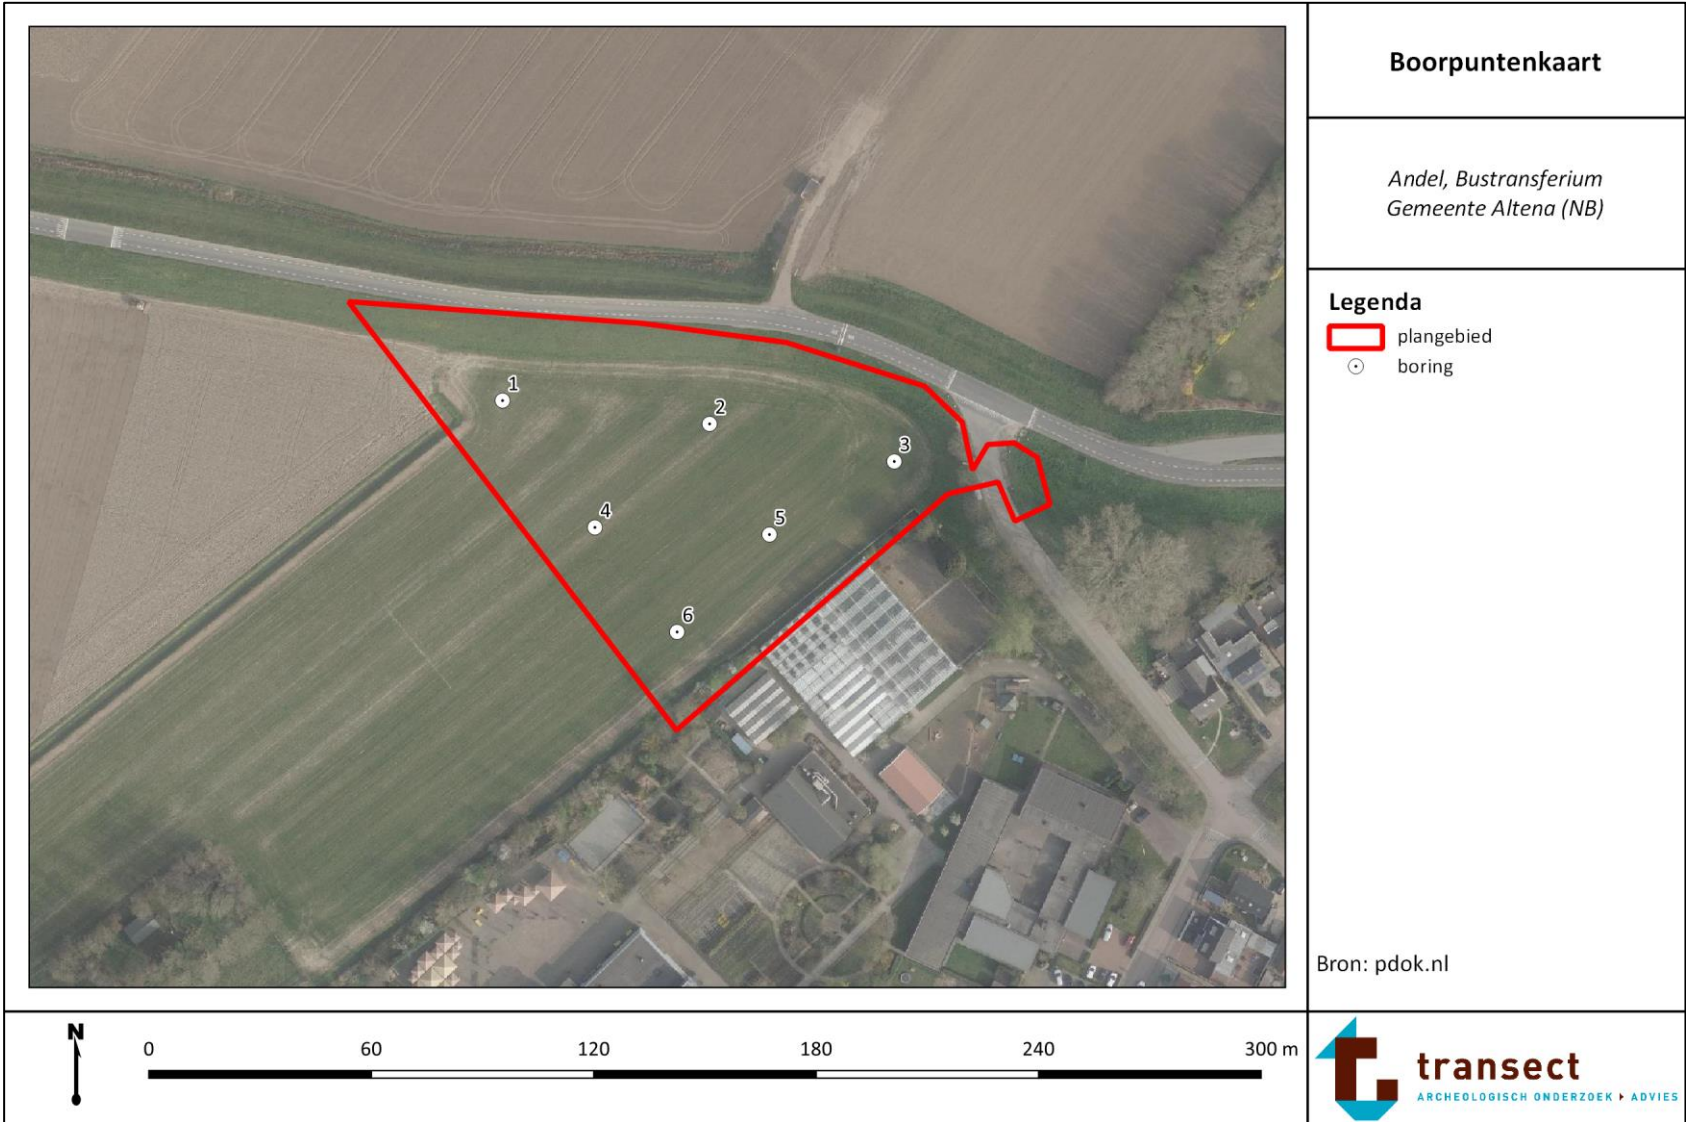 Boorpuntenkaart
Andel, Bustransferium
Gemeente Altena (NB)
Legenda
plangebied
boring
1
2
3
4
5
6
Bron: pdok.nl
N
0 60 120 180 240 300 m
transect
ARCHEOLOGISCH ONDERZOEK ▸ ADVIES